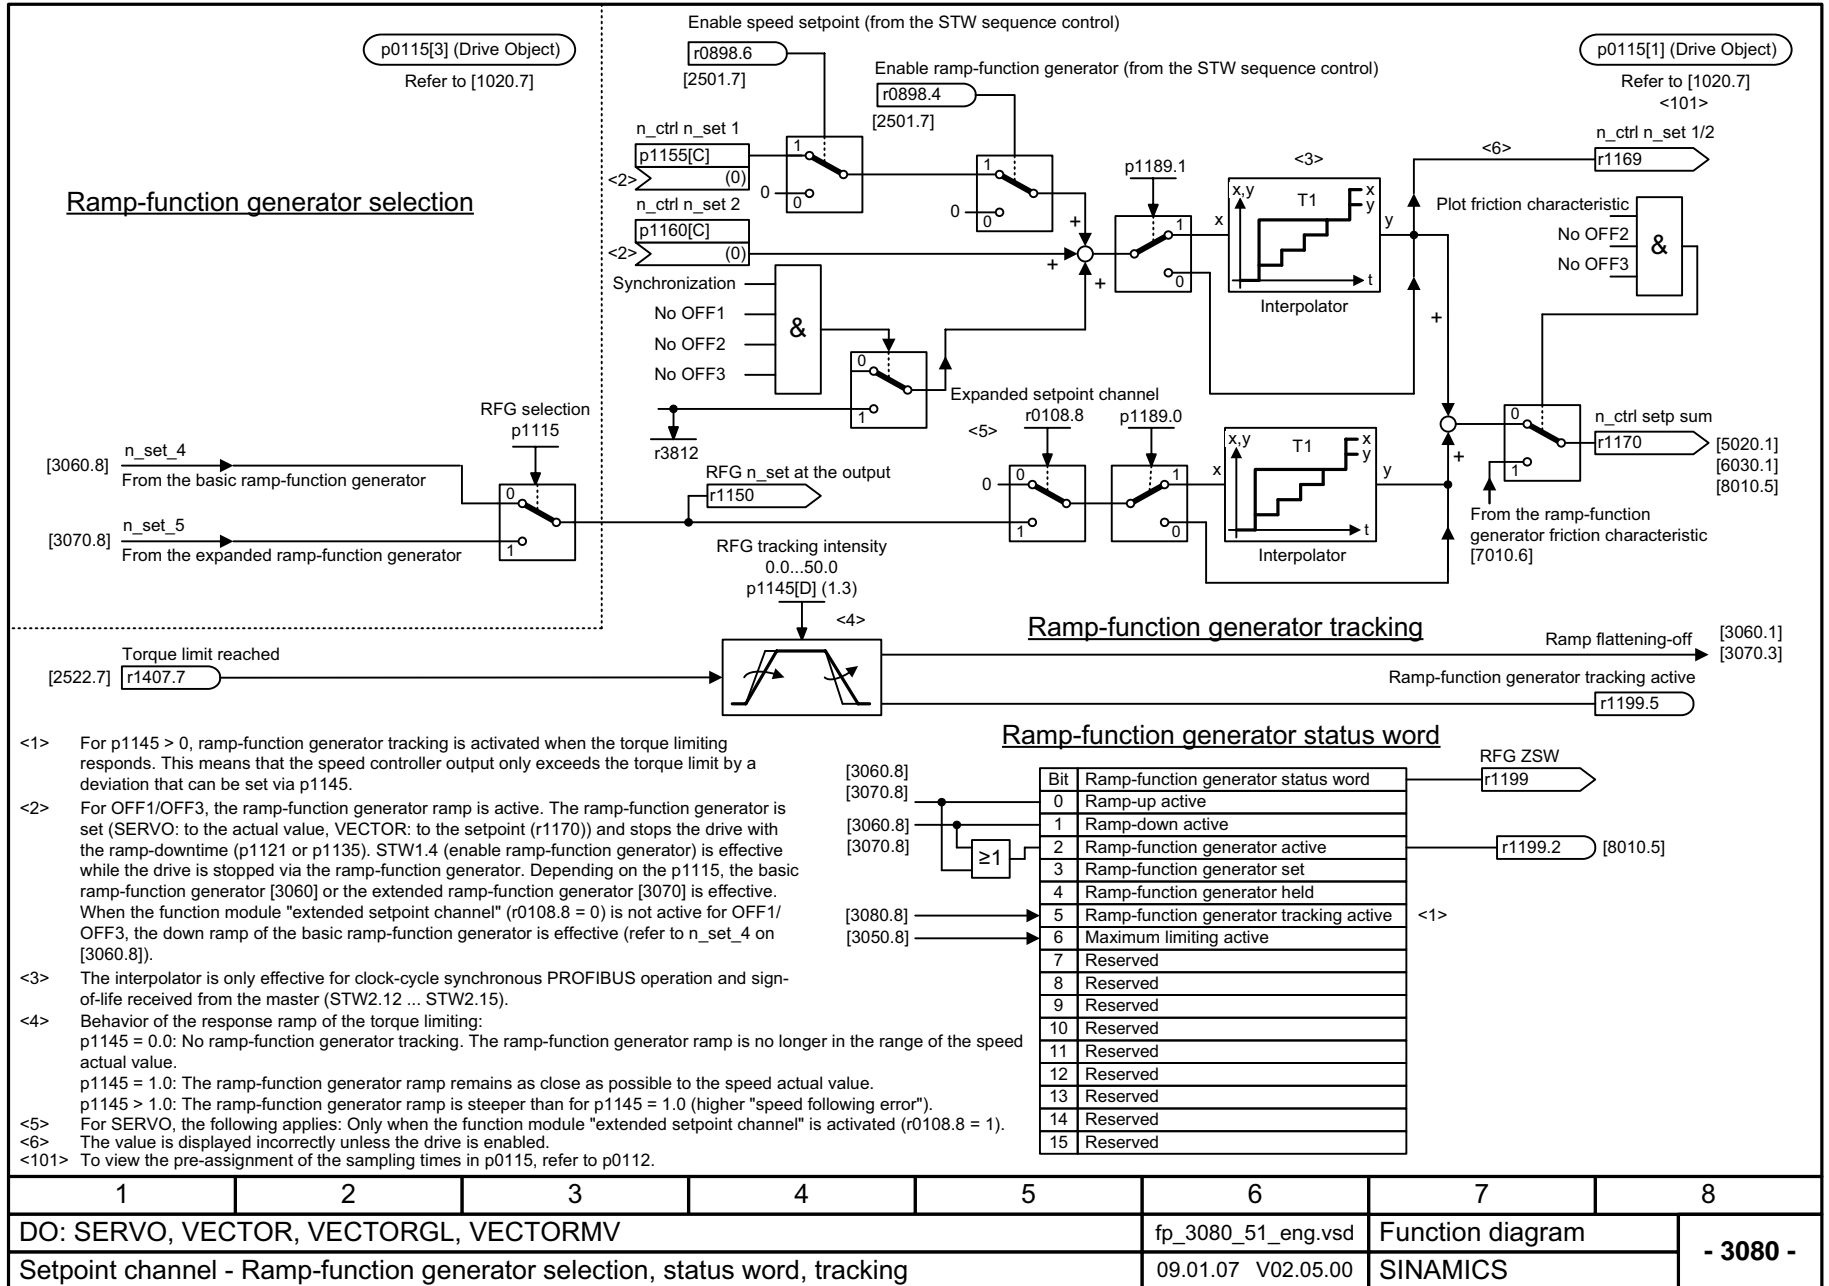 Enable speed setpoint (from the STW sequence control)
p0115[3] (Drive Object)
Refer to [1020.7]
r0898.6
[2501.7]
Enable ramp-function generator (from the STW sequence control)
r0898.4
[2501.7]
p0115[1] (Drive Object)
Refer to [1020.7]
<101>
Ramp-function generator selection
n_ctrl n_set 1
p1155[C]
<2>
(0)
1
0
0
n_ctrl n_set 2
p1160[C]
<2>
(0)
1
0
0
+
+
+
p1189.1
1
0
<3>
x
x,y
T1
x
y
t
y
Interpolator
<6>
n_ctrl n_set 1/2
r1169
Plot friction characteristic
No OFF2
No OFF3
&
Synchronization
No OFF1
No OFF2
No OFF3
&
0
1
r3812
+
RFG selection
p1115
[3060.8]
n_set_4
From the basic ramp-function generator
0
1
[3070.8]
n_set_5
From the expanded ramp-function generator
RFG n_set at the output
r1150
Expanded setpoint channel
<5>
r0108.8
p1189.0
0
0
1
1
0
x
x,y
T1
x
y
t
y
Interpolator
+
0
1
n_ctrl setp sum
r1170
[5020.1]
[6030.1]
[8010.5]
From the ramp-function
generator friction characteristic
[7010.6]
RFG tracking intensity
0.0...50.0
p1145[D] (1.3)
<4>
Ramp-function generator tracking
Torque limit reached
[2522.7]
r1407.7
Ramp flattening-off
[3060.1]
[3070.3]
Ramp-function generator tracking active
r1199.5
<1> For p1145 > 0, ramp-function generator tracking is activated when the torque limiting
responds. This means that the speed controller output only exceeds the torque limit by a
deviation that can be set via p1145.
<2> For OFF1/OFF3, the ramp-function generator ramp is active. The ramp-function generator is
set (SERVO: to the actual value, VECTOR: to the setpoint (r1170)) and stops the drive with
the ramp-downtime (p1121 or p1135). STW1.4 (enable ramp-function generator) is effective
while the drive is stopped via the ramp-function generator. Depending on the p1115, the basic
ramp-function generator [3060] or the extended ramp-function generator [3070] is effective.
When the function module "extended setpoint channel" (r0108.8 = 0) is not active for OFF1/
OFF3, the down ramp of the basic ramp-function generator is effective (refer to n_set_4 on
[3060.8]).
<3> The interpolator is only effective for clock-cycle synchronous PROFIBUS operation and sign-
of-life received from the master (STW2.12 ... STW2.15).
<4> Behavior of the response ramp of the torque limiting:
p1145 = 0.0: No ramp-function generator tracking. The ramp-function generator ramp is no longer in the range of the speed
actual value.
p1145 = 1.0: The ramp-function generator ramp remains as close as possible to the speed actual value.
p1145 > 1.0: The ramp-function generator ramp is steeper than for p1145 = 1.0 (higher "speed following error").
<5> For SERVO, the following applies: Only when the function module "extended setpoint channel" is activated (r0108.8 = 1).
<6> The value is displayed incorrectly unless the drive is enabled.
<101> To view the pre-assignment of the sampling times in p0115, refer to p0112.
Ramp-function generator status word
RFG ZSW
r1199
[3060.8]
[3070.8]
[3060.8]
[3070.8]
≥1
[3080.8]
[3050.8]
Bit Ramp-function generator status word
0 Ramp-up active
1 Ramp-down active
2 Ramp-function generator active
r1199.2
[8010.5]
3 Ramp-function generator set
4 Ramp-function generator held
5 Ramp-function generator tracking active <1>
6 Maximum limiting active
7 Reserved
8 Reserved
9 Reserved
10 Reserved
11 Reserved
12 Reserved
13 Reserved
14 Reserved
15 Reserved
1 2 3 4 5 6 7 8
DO: SERVO, VECTOR, VECTORGL, VECTORMV
fp_3080_51_eng.vsd
Function diagram
- 3080 -
Setpoint channel - Ramp-function generator selection, status word, tracking
09.01.07 V02.05.00
SINAMICS